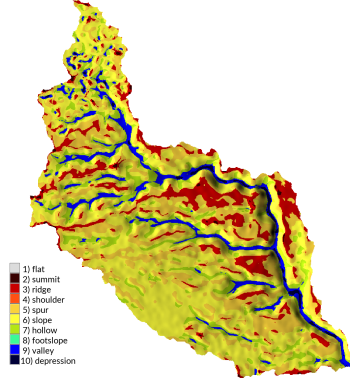 1) flat
2) summit
3) ridge
4) shoulder
5) spur
6) slope
7) hollow
8) footslope
9) valley
10) depression